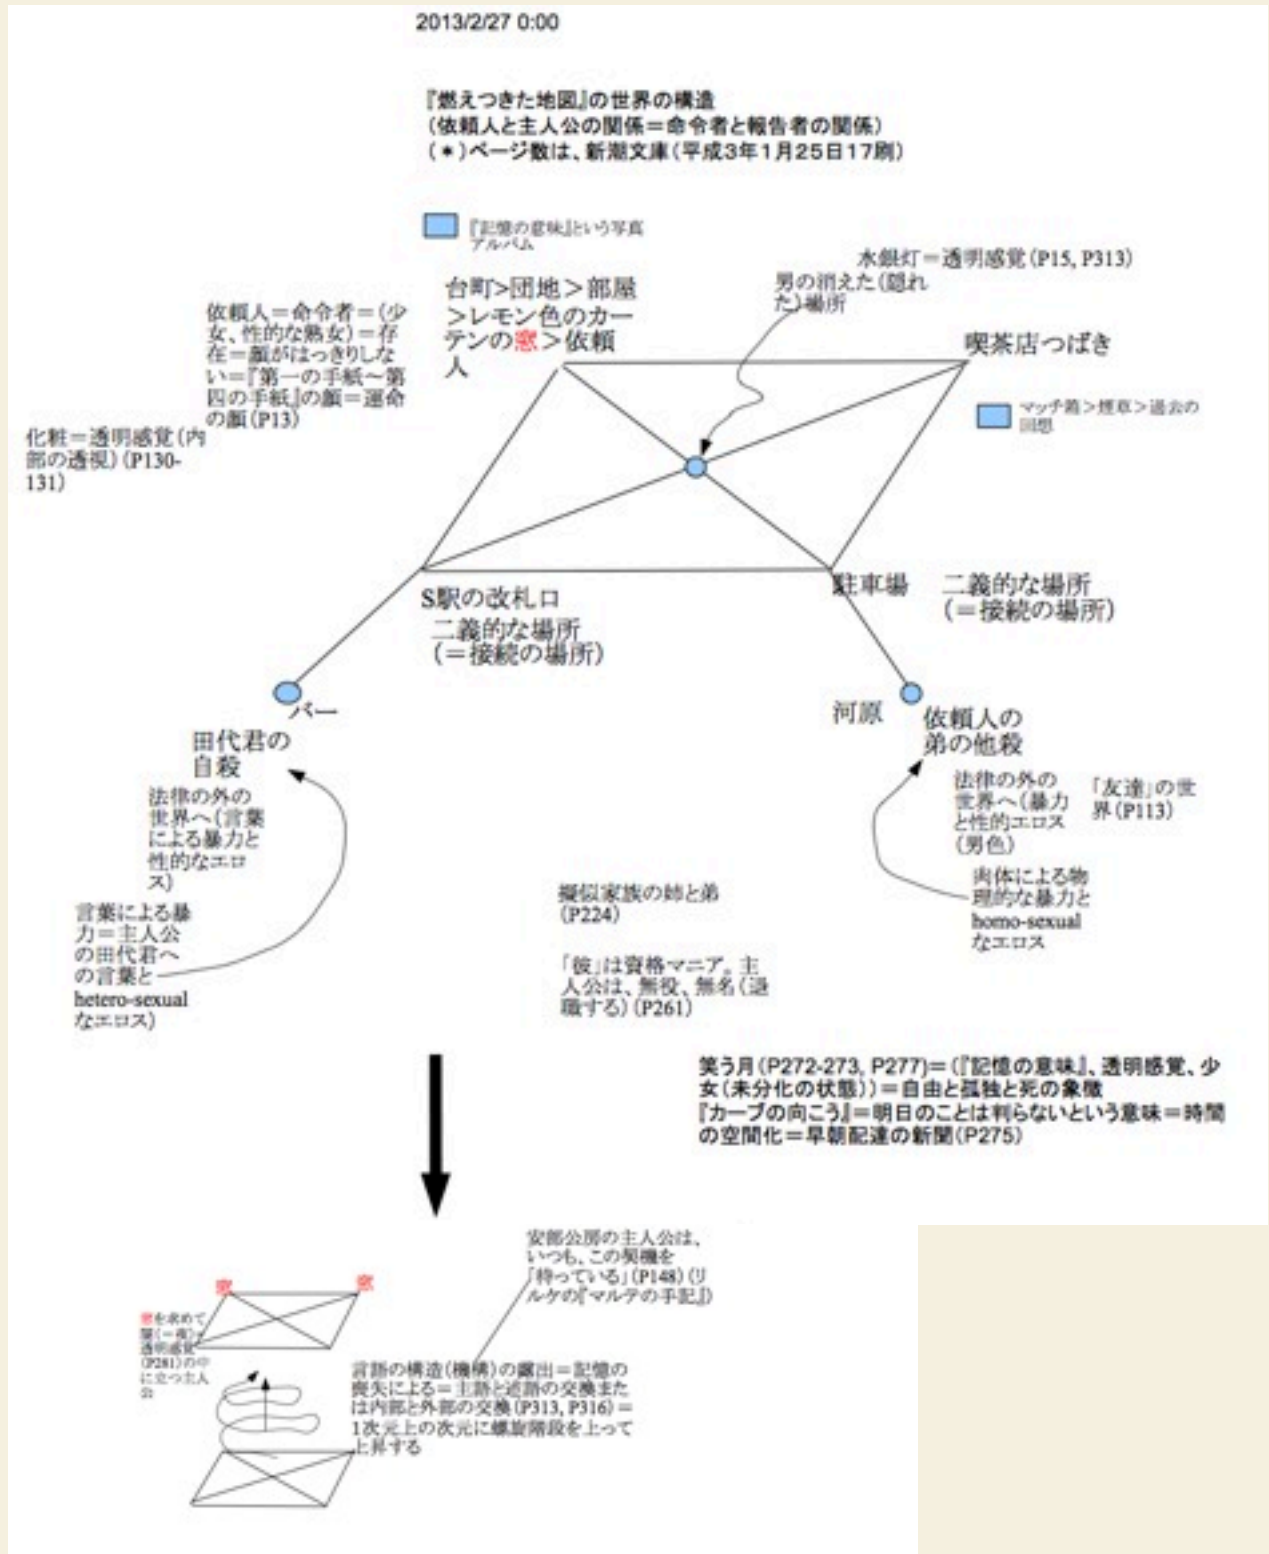 2013/2/27 0:00
『燃えつきた地図』の世界の構造
(依頼人と主人公の関係=命令者と報告者の関係)
(*)ページ数は、新潮文庫(平成3年1月25日17刷)
『記憶の意味』という写真
アルバム
水銀灯=透明感覚(P15, P313)
男の消えた(隠れ
た)場所
台町>団地>部屋
>レモン色のカー
テンの窓>依頼
人
依頼人=命令者=(少
女、性的な熟女)=存
在=顔がはっきりしな
い=『第一の手紙〜第
四の手紙』の顔=運命
の顔(P13)
喫茶店つばき
マッチ箱>煙草>過去の
回想
化粧=透明感覚(内
部の透視)(P130-
131)
S駅の改札口
二義的な場所
(=接続の場所)
駐車場
二義的な場所
(=接続の場所)
バー
田代君の
自殺
河原
依頼人の
弟の他殺
法律の外の
世界へ(言葉
による暴力と
性的なエロ
ス)
法律の外の
世界へ(暴力
と性的エロス
(男色)
「友達」の世
界(P113)
言葉による暴
力=主人公
の田代君へ
の言葉と
hetero-sexual
なエロス)
肉体による物
理的な暴力と
homo-sexual
なエロス
擬似家族の姉と弟
(P224)
「彼」は資格マニア。主
人公は、無役、無名(退
職する)(P261)
笑う月(P272-273, P277)=(『記憶の意味』、透明感覚、少
女(未分化の状態))=自由と孤独と死の象徴
『カーブの向こう』=明日のことは判らないという意味=時間
の空間化=早朝配達の新聞(P275)
安部公房の主人公は、
いつも、この契機を
「待っている」(P148)(リ
ルケの『マルテの手記』)
窓
窓
窓を求めて
闇(=夜)=
透明感覚
(P281)の中
に立つ主人
公
言語の構造(機構)の露出=記憶の
喪失による=主語と述語の交換また
は内部と外部の交換(P313, P316)=
1次元上の次元に螺旋階段を上って
上昇する